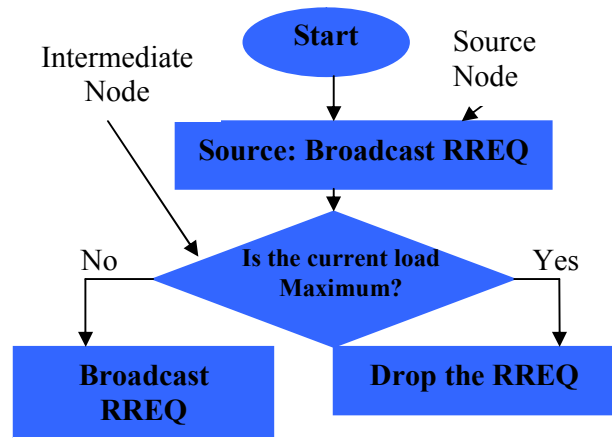 Start
Intermediate
Node
Source
Node
Source: Broadcast RREQ
Is the current load
Maximum?
No
Yes
Broadcast
RREQ
Drop the RREQ